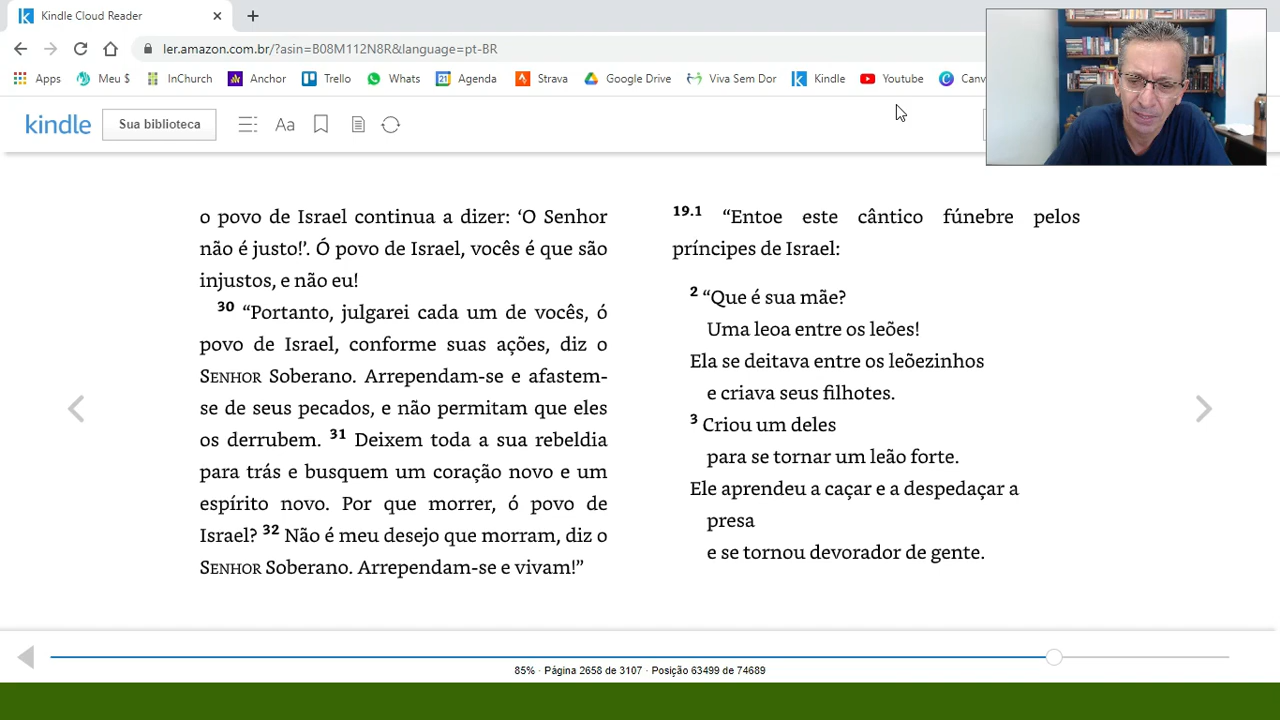 Kindle Cloud Reader
ler.amazon.com.br/?asin=B08M112N8R&language=pt-BR
Apps Meu $ InChurch Anchor Trello Whats 21 Agenda Strava Google Drive Viva Sem Dor Kindle Youtube Canv
kindle Sua biblioteca Aa
o povo de Israel continua a dizer: ‘O Senhor
não é justo!’. Ó povo de Israel, vocês é que são
injustos, e não eu!
30 “Portanto, julgarei cada um de vocês, ó
povo de Israel, conforme suas ações, diz o
SENHOR Soberano. Arrependam-se e afastem-
se de seus pecados, e não permitam que eles
os derrubem. 31 Deixem toda a sua rebeldia
para trás e busquem um coração novo e um
espírito novo. Por que morrer, ó povo de
Israel? 32 Não é meu desejo que morram, diz o
SENHOR Soberano. Arrependam-se e vivam!”
19.1 “Entoe este cântico fúnebre pelos
príncipes de Israel:
2 “Que é sua mãe?
Uma leoa entre os leões!
Ela se deitava entre os leõezinhos
e criava seus filhotes.
3 Criou um deles
para se tornar um leão forte.
Ele aprendeu a caçar e a despedaçar a
presa
e se tornou devorador de gente.
85% · Página 2658 de 3107 · Posição 63499 de 74689